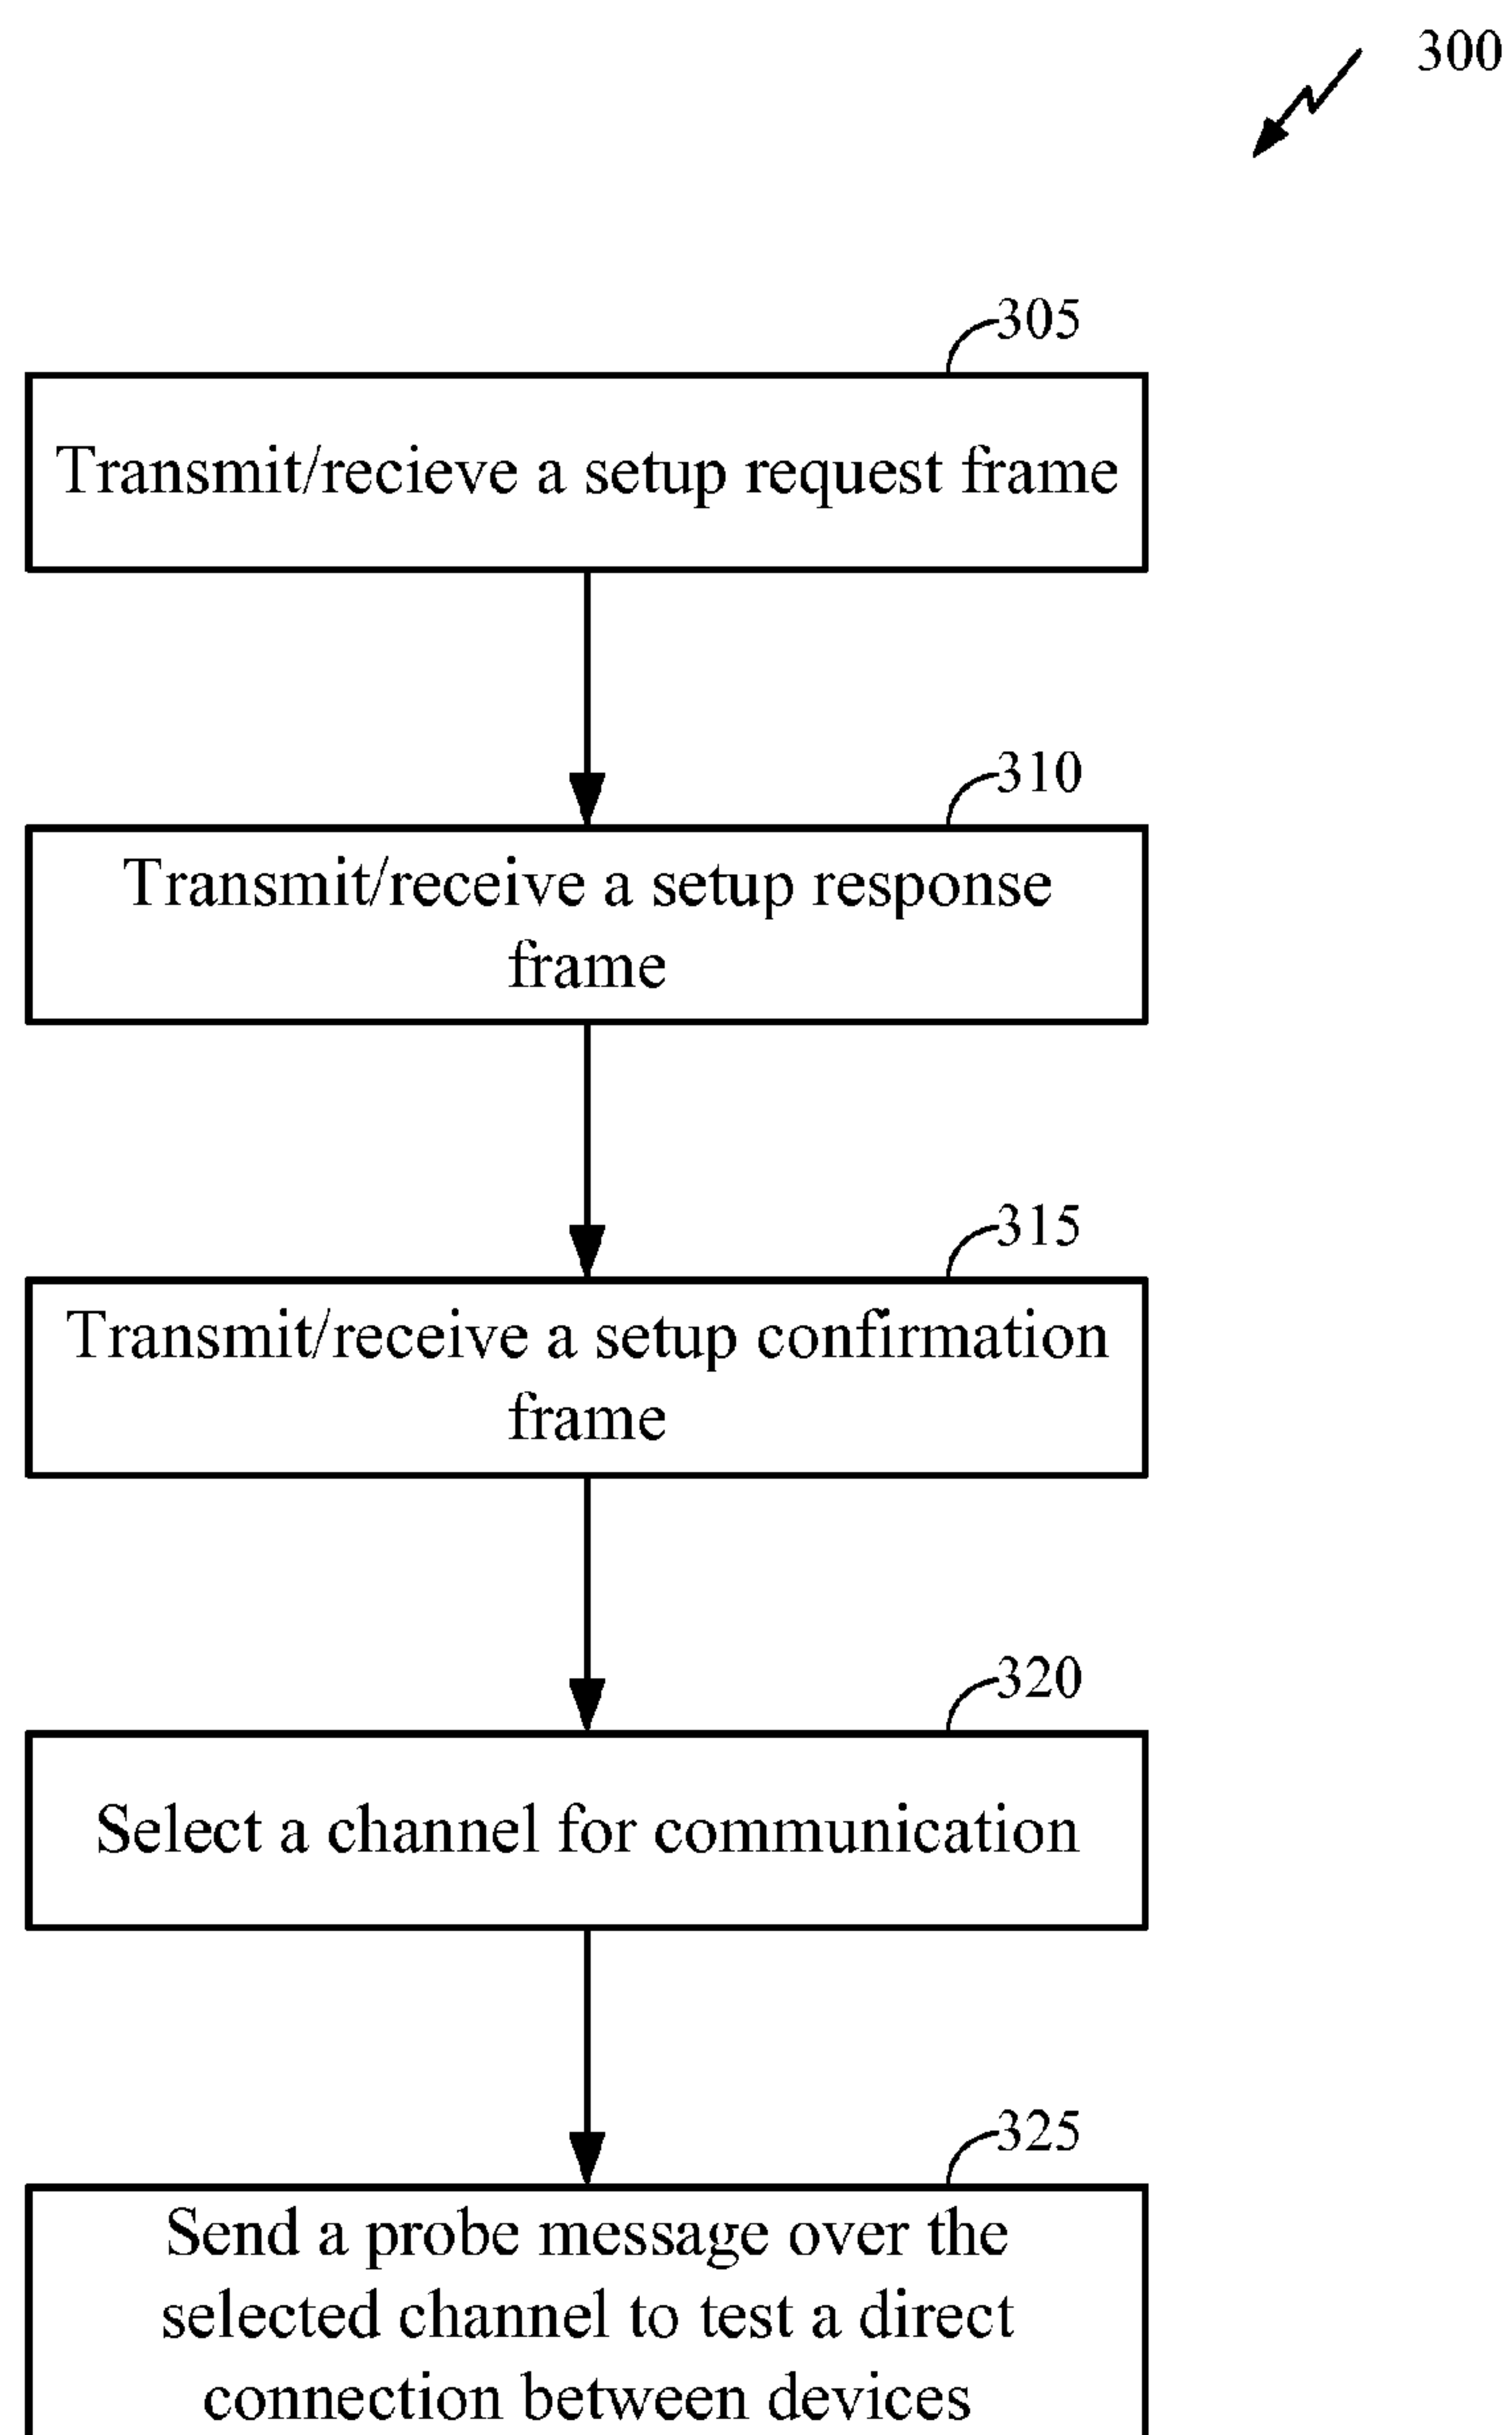 300
305
Transmit/recieve a setup request frame
310
Transmit/receive a setup response
frame
315
Transmit/receive a setup confirmation
frame
320
Select a channel for communication
325
Send a probe message over the
selected channel to test a direct
connection between devices